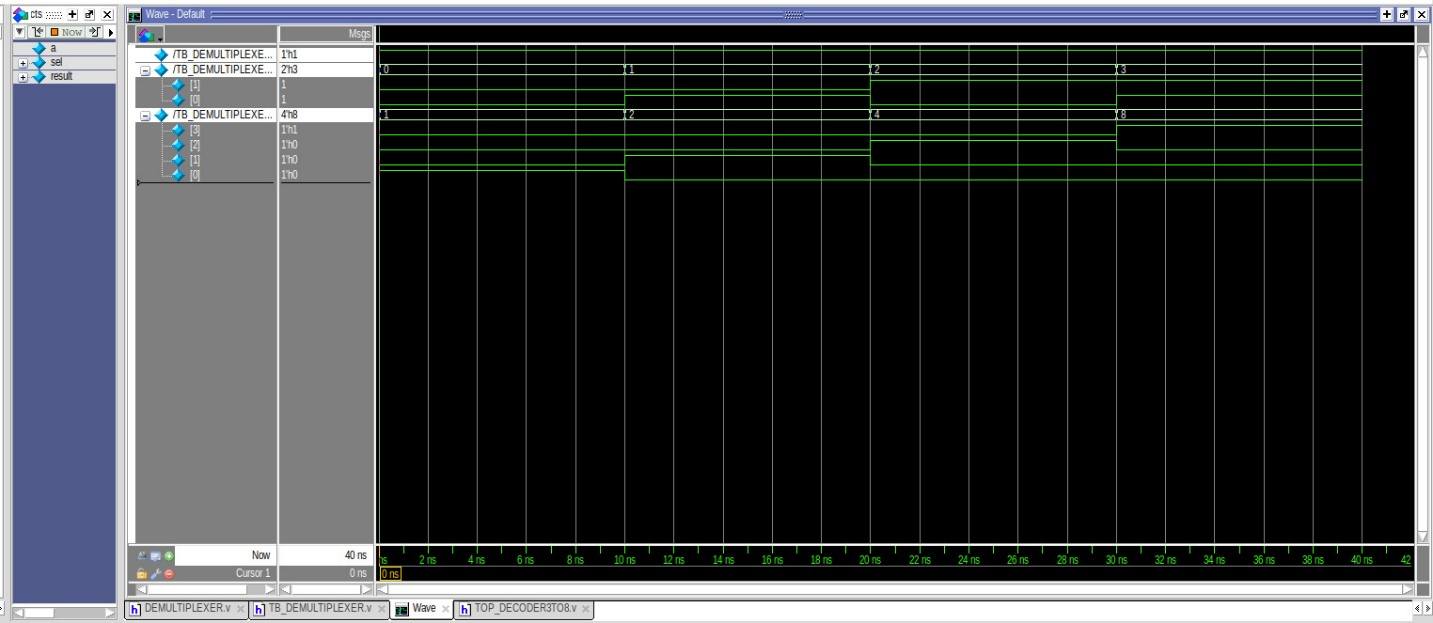 cts
Wave - Default
Now
Msgs
a
sel
result
/TB_DEMULTIPLEXE... 1'h1
/TB_DEMULTIPLEXE... 2'h3 0 1 2 3
[1] 1
[0] 1
/TB_DEMULTIPLEXE... 4'h8 1 2 4 8
[3] 1'h1
[2] 1'h0
[1] 1'h0
[0] 1'h0
Now 40 ns ns 2 ns 4 ns 6 ns 8 ns 10 ns 12 ns 14 ns 16 ns 18 ns 20 ns 22 ns 24 ns 26 ns 28 ns 30 ns 32 ns 34 ns 36 ns 38 ns 40 ns 42
Cursor 1 0 ns 0 ns
DEMULTIPLEXER.v TB_DEMULTIPLEXER.v Wave TOP_DECODER3TO8.v